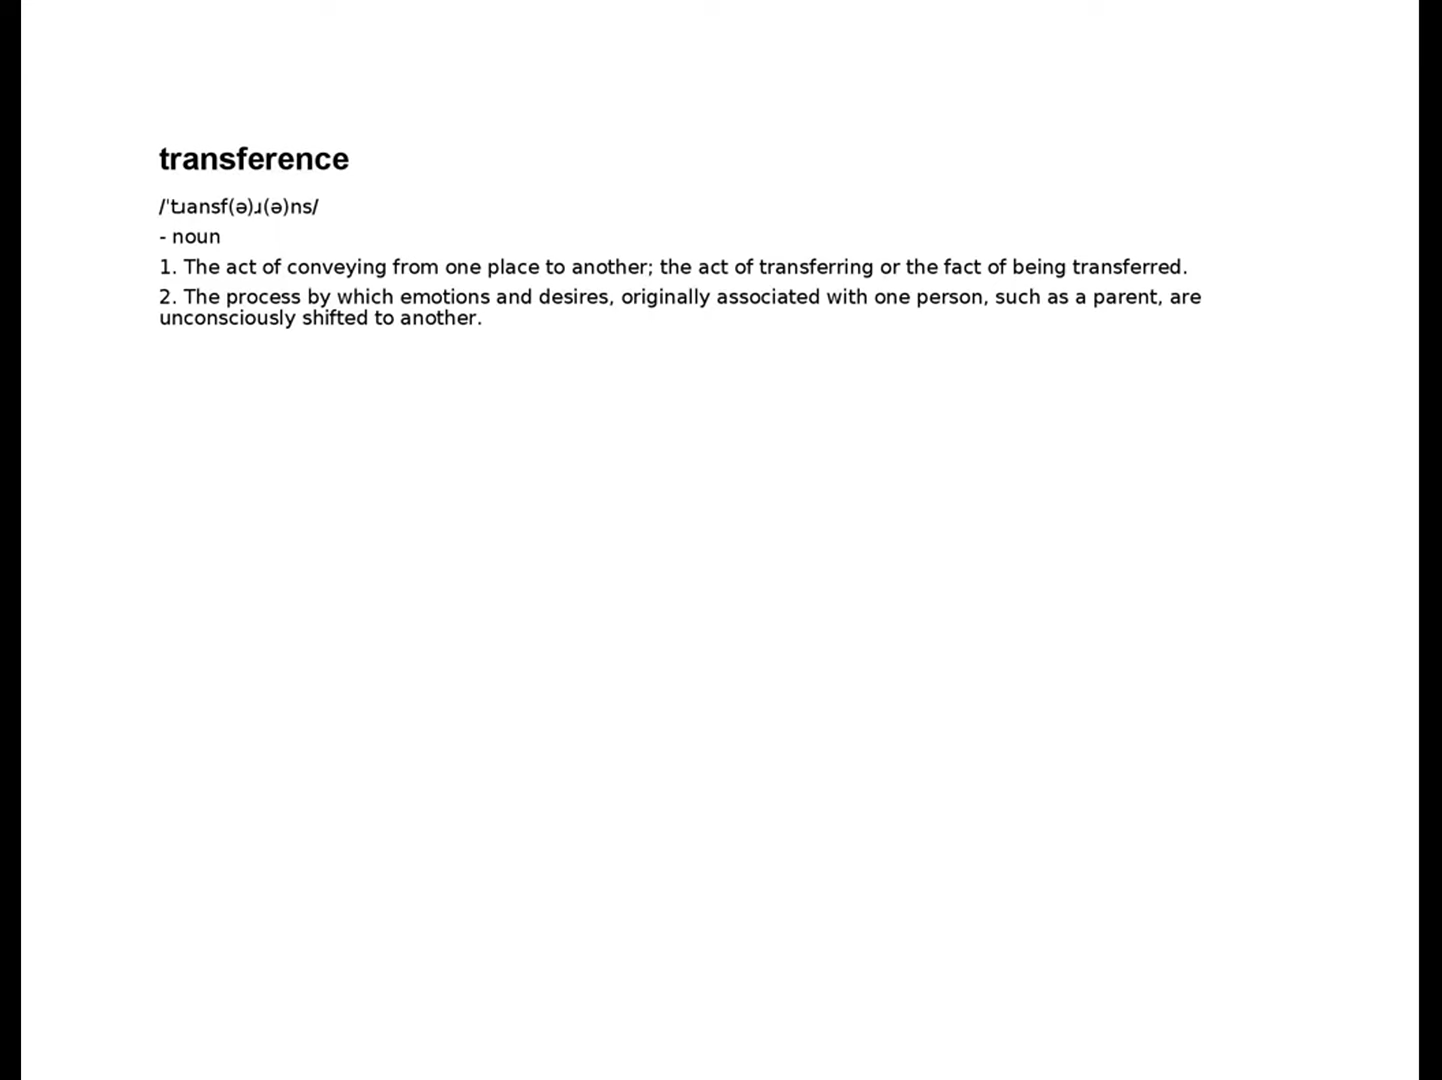 transference
/ˈtɹansf(ə)ɹ(ə)ns/
- noun
1. The act of conveying from one place to another; the act of transferring or the fact of being transferred.
2. The process by which emotions and desires, originally associated with one person, such as a parent, are
unconsciously shifted to another.